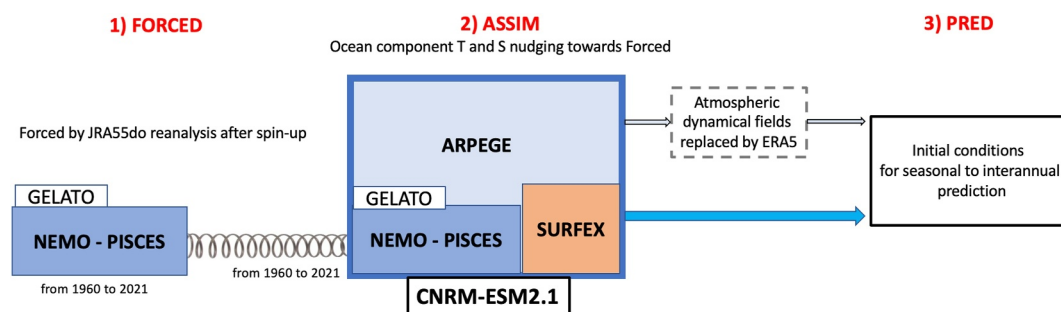 1) FORCED
2) ASSIM
3) PRED
Ocean component T and S nudging towards Forced
Forced by JRA55do reanalysis after spin-up
ARPEGE
Atmospheric
dynamical fields
replaced by ERA5
Initial conditions
for seasonal to interannual
prediction
GELATO
NEMO - PISCES
from 1960 to 2021
from 1960 to 2021
GELATO
NEMO - PISCES
SURFEX
CNRM-ESM2.1